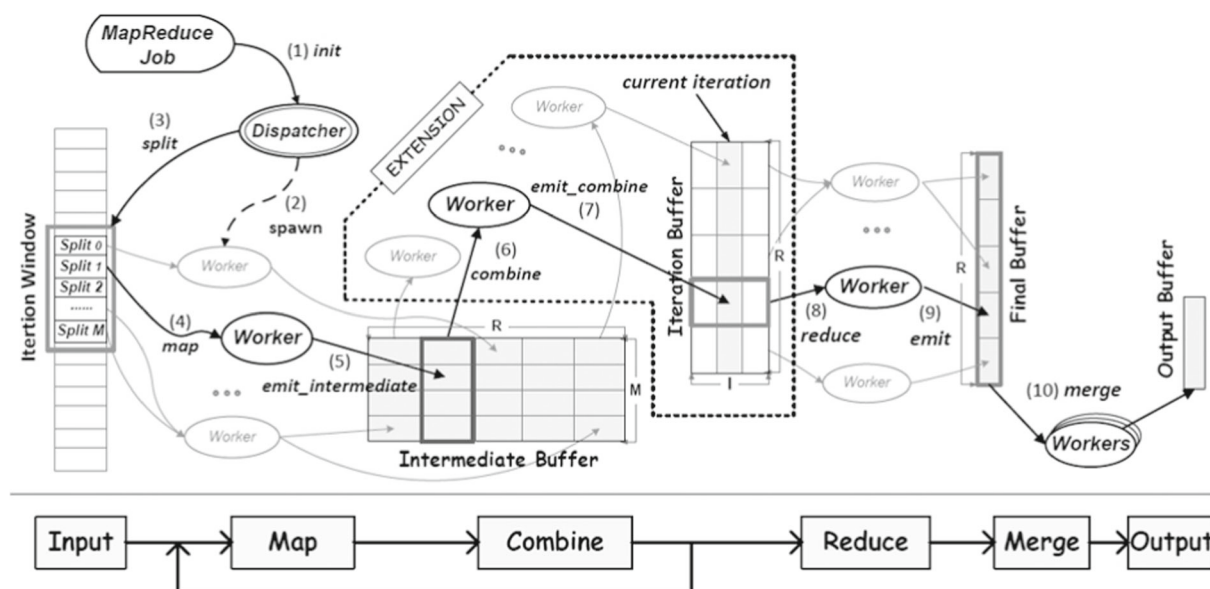 MapReduce
Job
(1) init
Dispatcher
(3)
split
(2)
spawn
Itertion Window
Split 0
Split 1
Split 2
......
Split M
Worker
(4)
map
Worker
(5)
emit_intermediate
Worker
EXTENSION
Worker
Worker
(6)
combine
Worker
emit_combine
(7)
R
M
Intermediate Buffer
current iteration
Iteration Buffer
R
I
Worker
Worker
(8)
reduce
(9)
emit
Worker
R
Final Buffer
(10) merge
Workers
Output Buffer
Input
Map
Combine
Reduce
Merge
Output